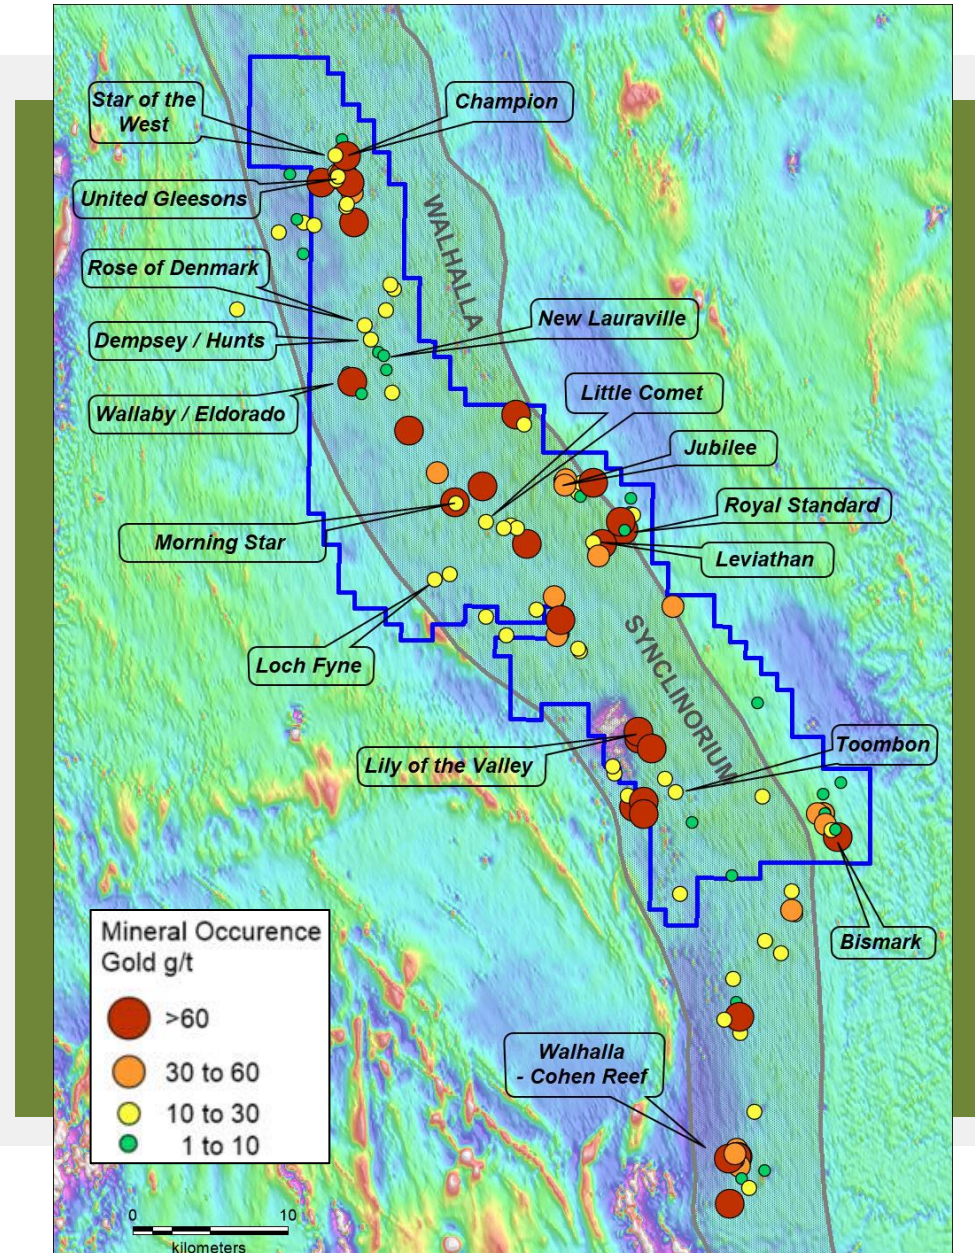 Star of the
West
Champion
United Gleesons
WALHALLA
Rose of Denmark
New Lauraville
Dempsey / Hunts
Little Comet
Wallaby / Eldorado
Jubilee
Royal Standard
Morning Star
Leviathan
SYNCLINORIUM
Loch Fyne
Toombon
Lily of the Valley
Bismark
Mineral Occurence
Gold g/t
>60
30 to 60
10 to 30
1 to 10
Walhalla
- Cohen Reef
0 10
kilometers